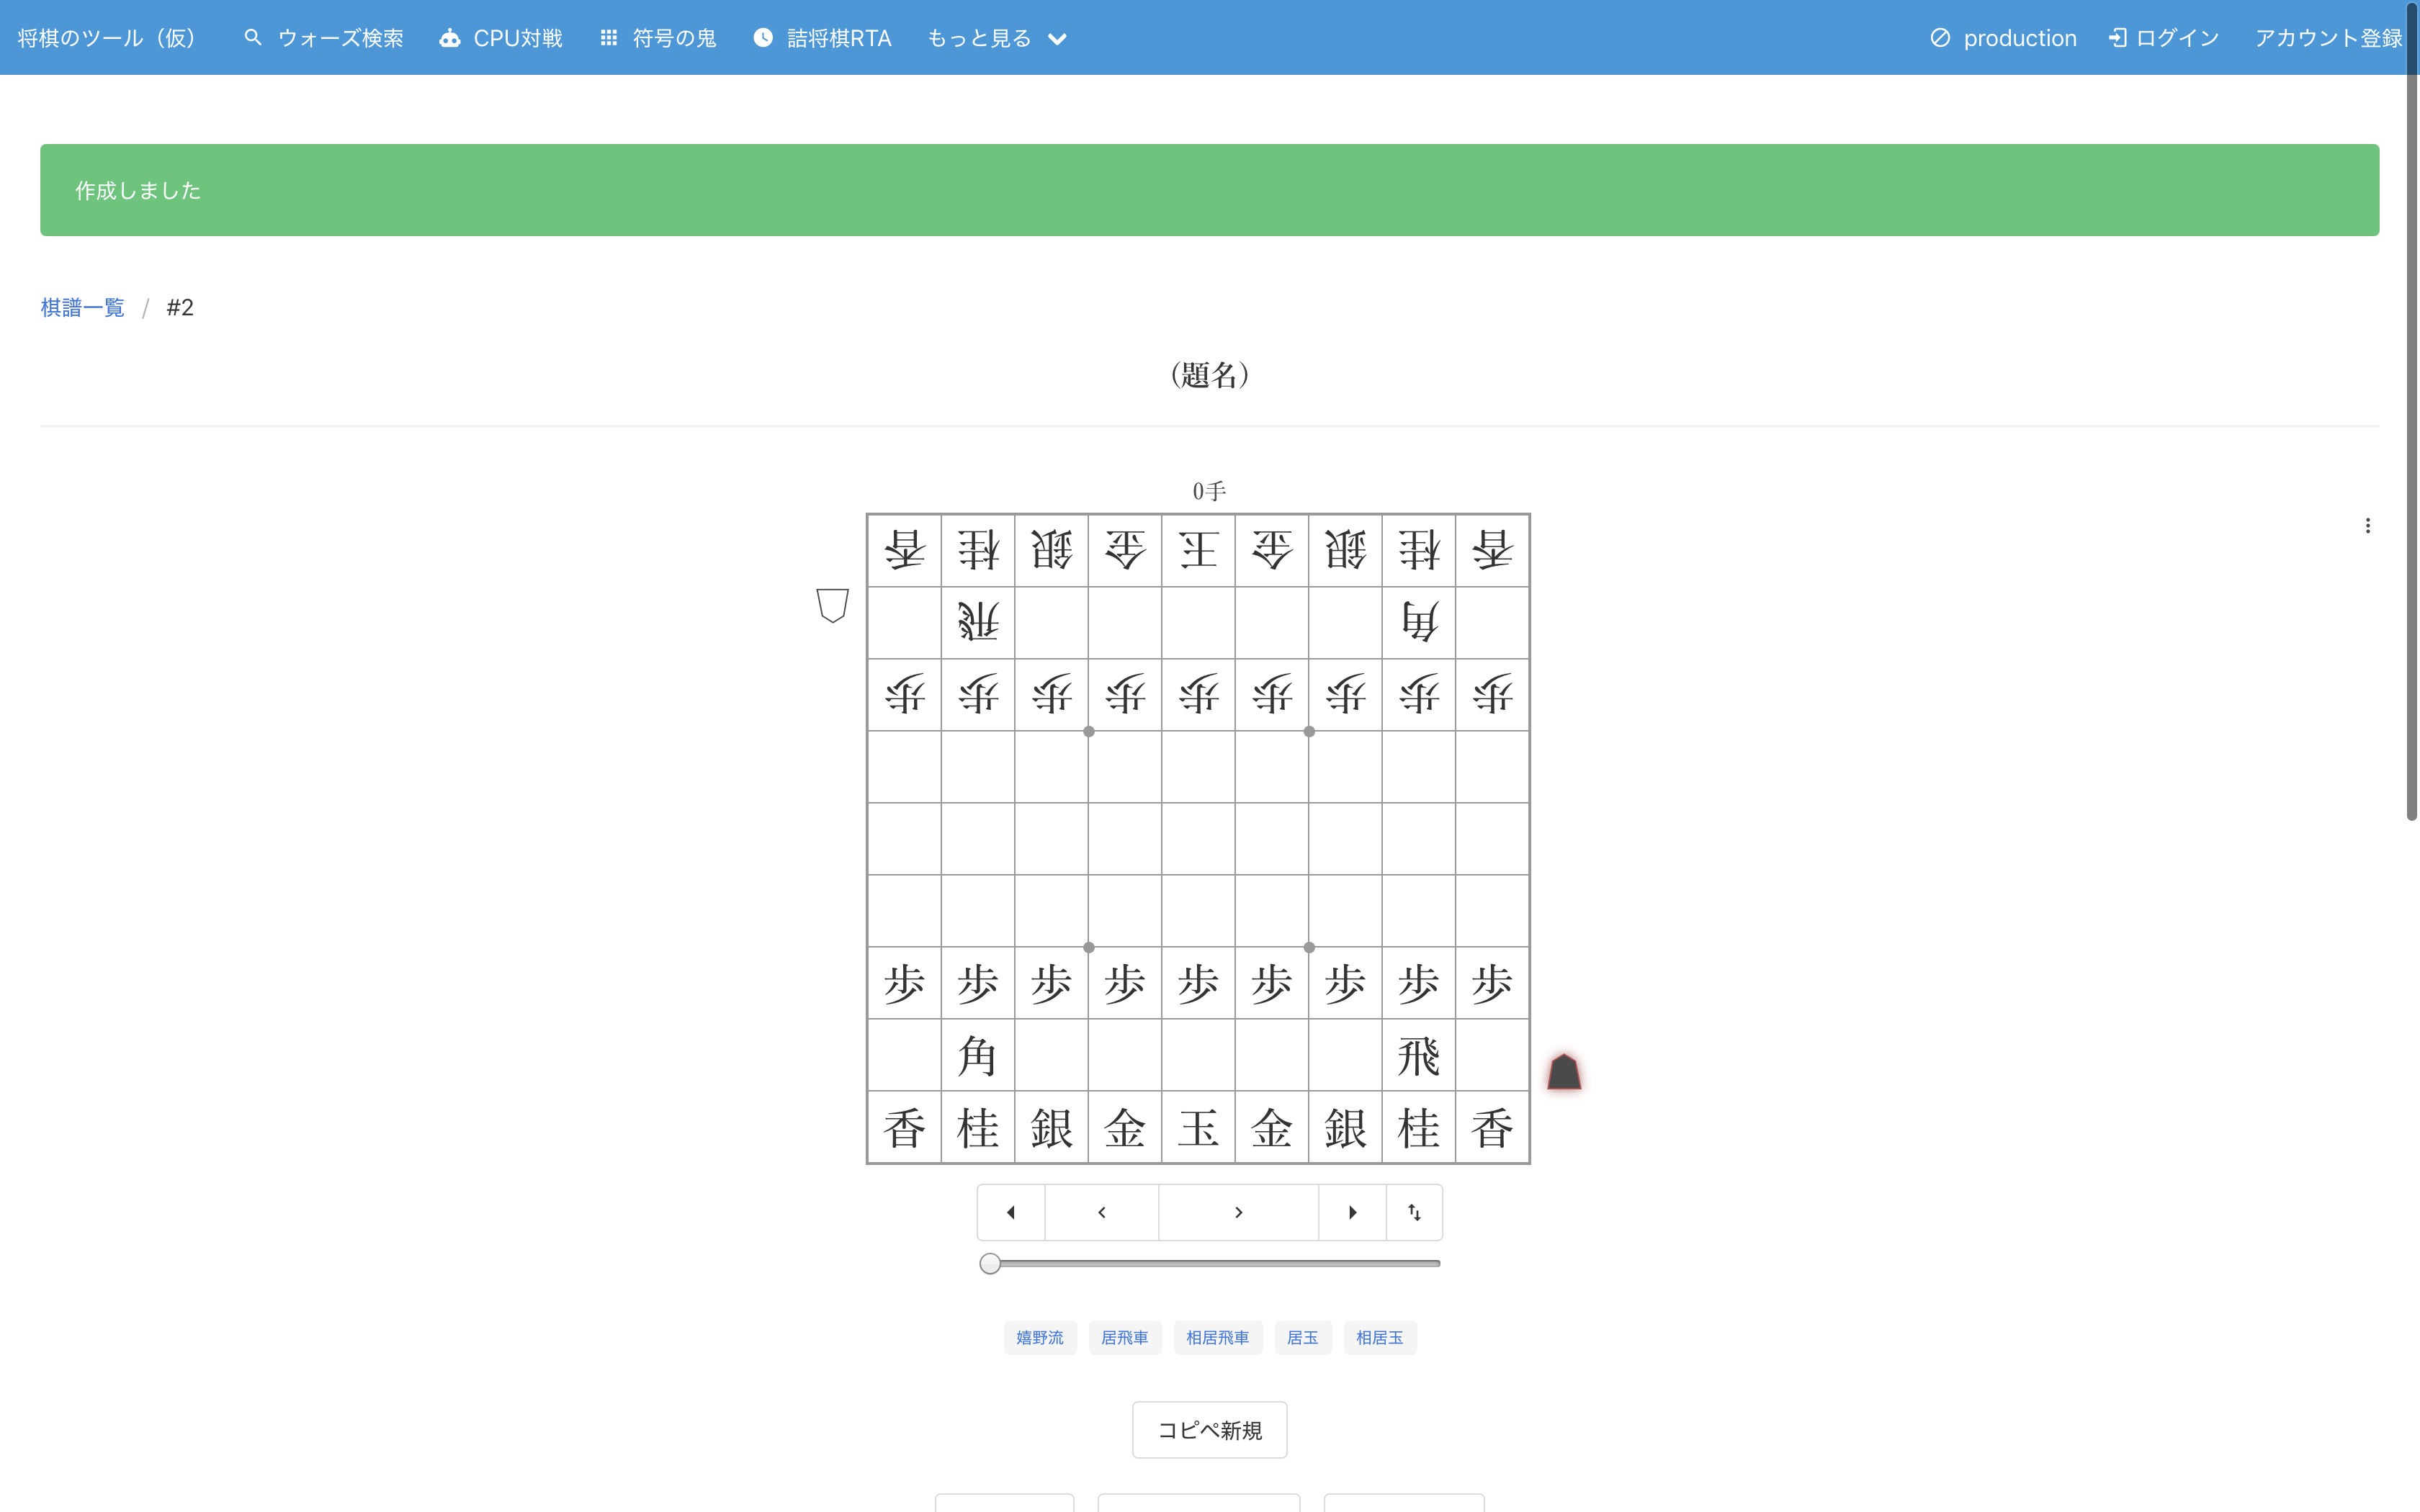 将棋のツール（仮） ウォーズ検索 CPU対戦 符号の鬼 詰将棋RTA もっと見る production ログイン アカウント登録
作成しました
棋譜一覧 / #2
（題名）
0手
香 桂 銀 金 王 金 銀 桂 香
飛 角
歩 歩 歩 歩 歩 歩 歩 歩 歩
歩 歩 歩 歩 歩 歩 歩 歩 歩
角 飛
香 桂 銀 金 玉 金 銀 桂 香
嬉野流 居飛車 相居飛車 居玉 相居玉
コピペ新規